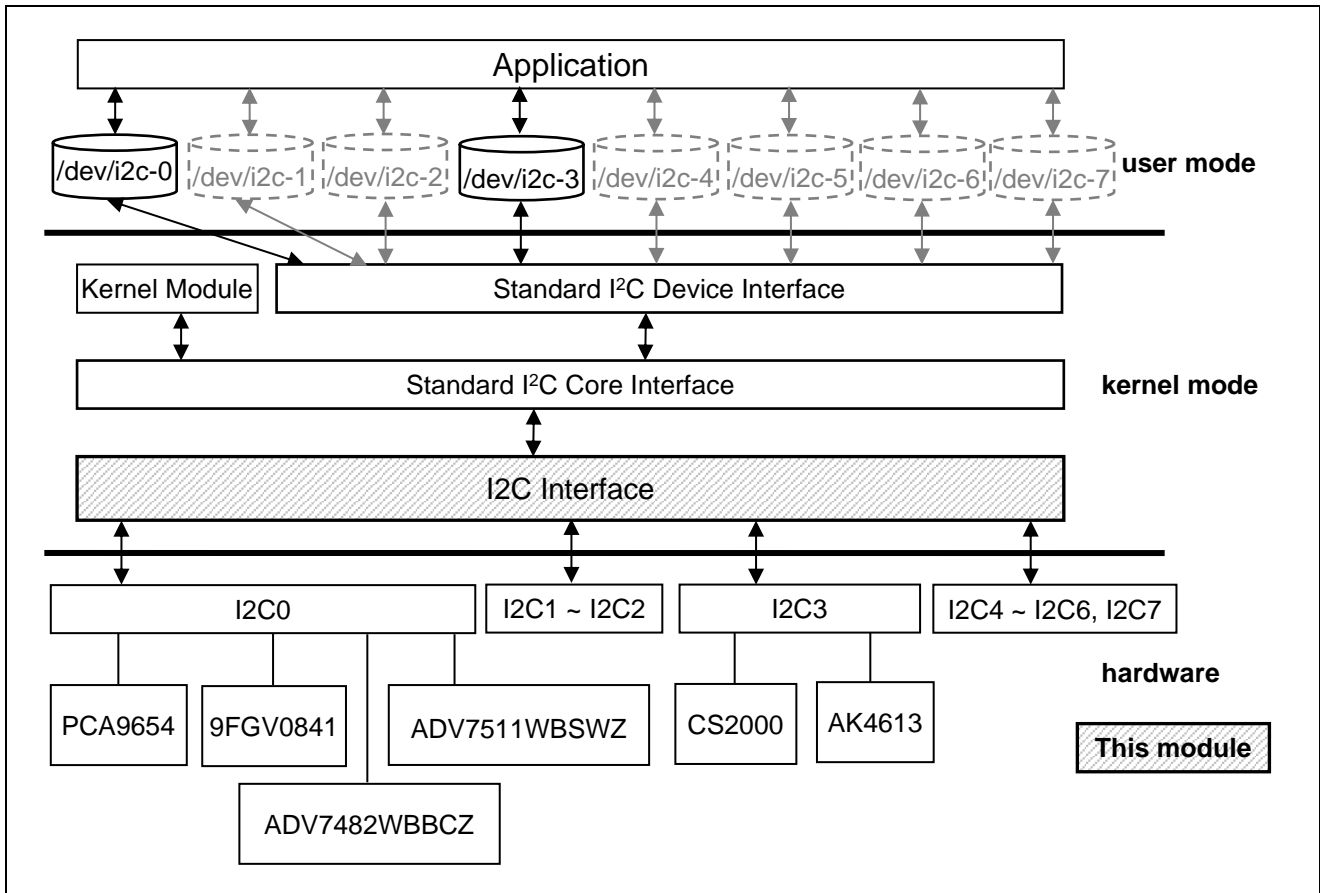 Application
/dev/i2c-0
/dev/i2c-1
/dev/i2c-2
/dev/i2c-3
/dev/i2c-4
/dev/i2c-5
/dev/i2c-6
/dev/i2c-7
user mode
Kernel Module
Standard I²C Device Interface
Standard I²C Core Interface
kernel mode
I2C Interface
I2C0
I2C1 ~ I2C2
I2C3
I2C4 ~ I2C6, I2C7
hardware
PCA9654
9FGV0841
ADV7511WBSWZ
CS2000
AK4613
This module
ADV7482WBBCZ